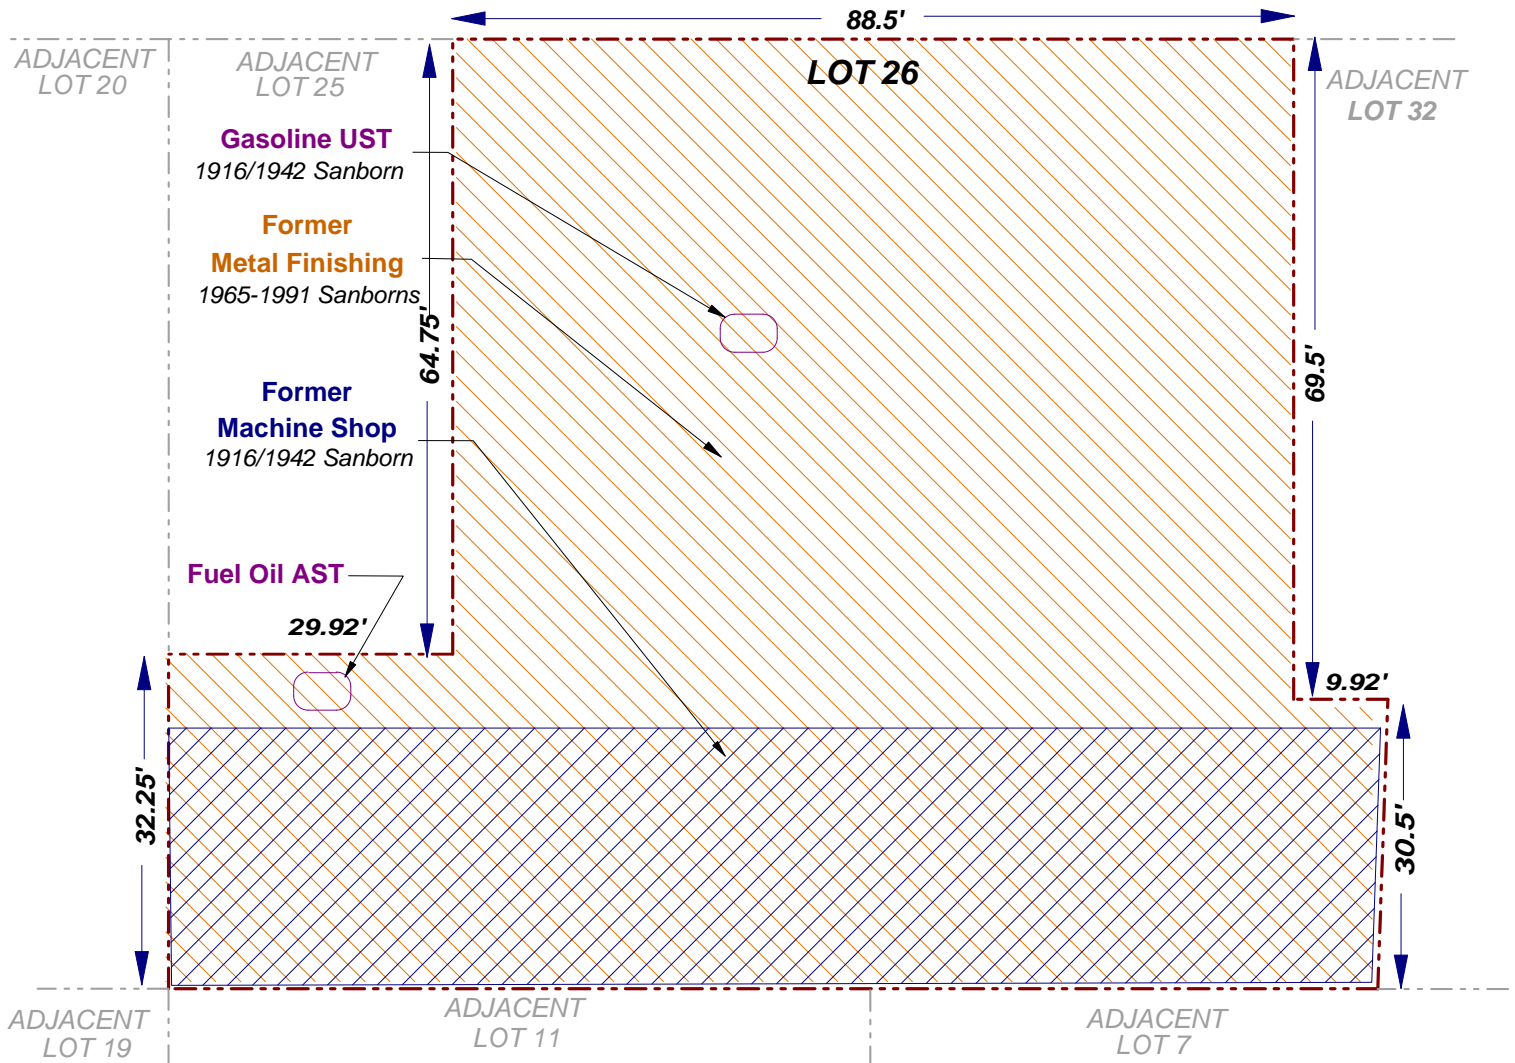 88.5'
ADJACENT
LOT 20
ADJACENT
LOT 25
LOT 26
ADJACENT
LOT 32
Gasoline UST
1916/1942 Sanborn
Former
Metal Finishing
1965-1991 Sanborns
64.75'
69.5'
Former
Machine Shop
1916/1942 Sanborn
Fuel Oil AST
29.92'
9.92'
32.25'
30.5'
ADJACENT
LOT 19
ADJACENT
LOT 11
ADJACENT
LOT 7